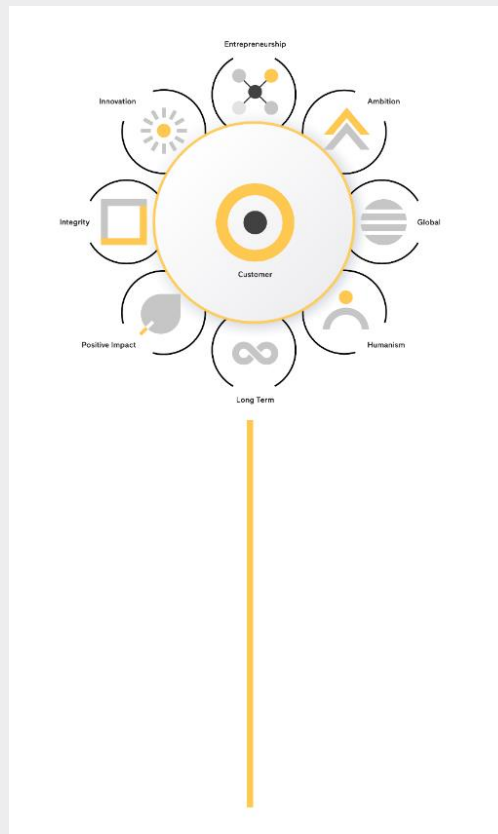 Entrepreneurship
Innovation
Ambition
Integrity
Global
Customer
Positive Impact
Humanism
Long Term